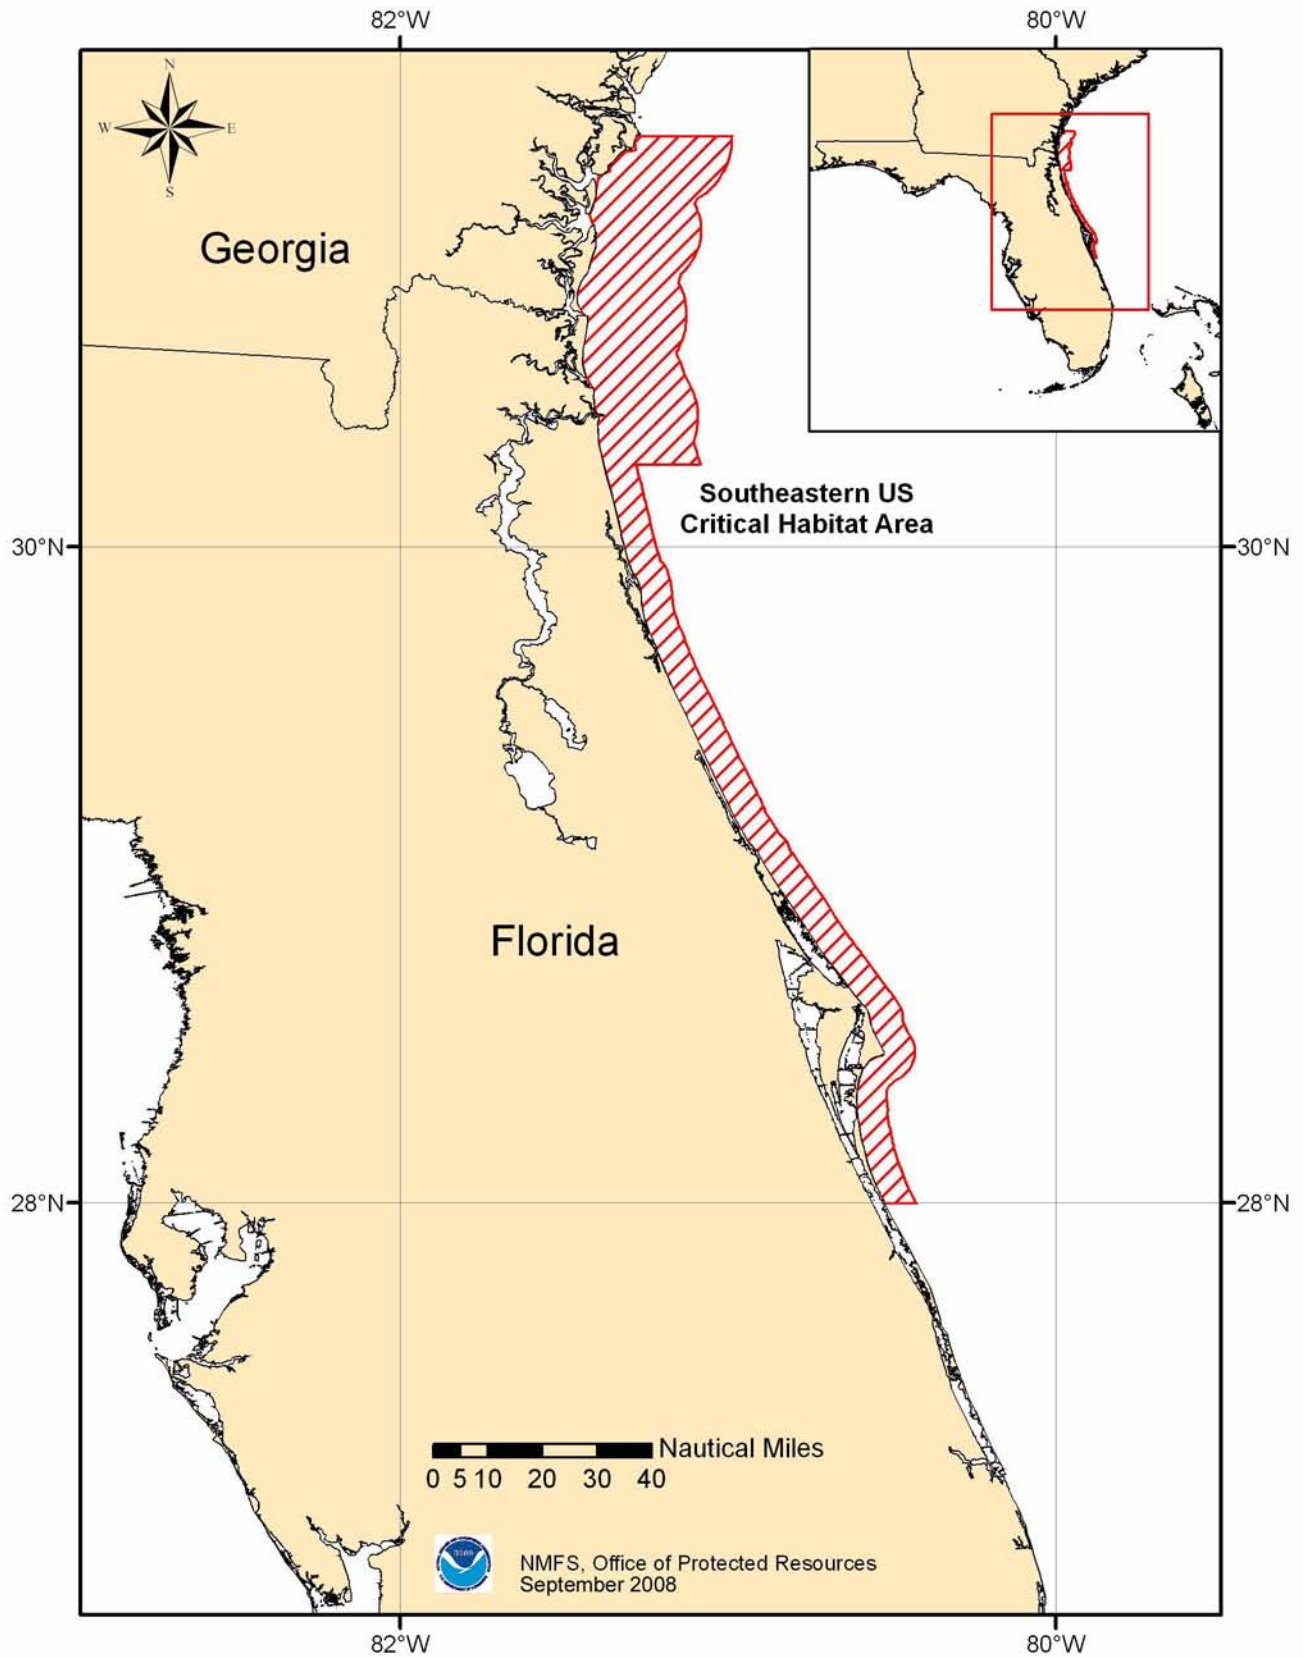 82°W
80°W
N
W
E
S
Georgia
Southeastern US
Critical Habitat Area
30°N
30°N
Florida
28°N
28°N
Nautical Miles
0 5 10 20 30 40
NOAA
NMFS, Office of Protected Resources
September 2008
82°W
80°W